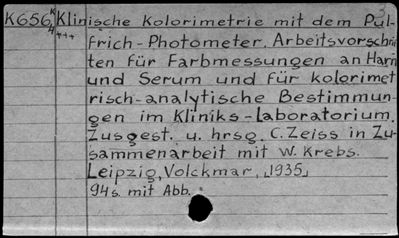 3
K656, K Klinische Kolorimetrie mit dem Pul-
4 +++ frich-Photometer. Arbeitsvorschrif
ten für Farbmessungen an Harn
und Serum und für kolorimet
risch-analytische Bestimmun-
gen im Kliniks-Laboratorium.
Zusgest. u. hrsg. C. Zeiss in Zu-
sammenarbeit mit W. Krebs.
Leipzig, Volckmar, ⌊1935⌋
94 s. mit Abb.